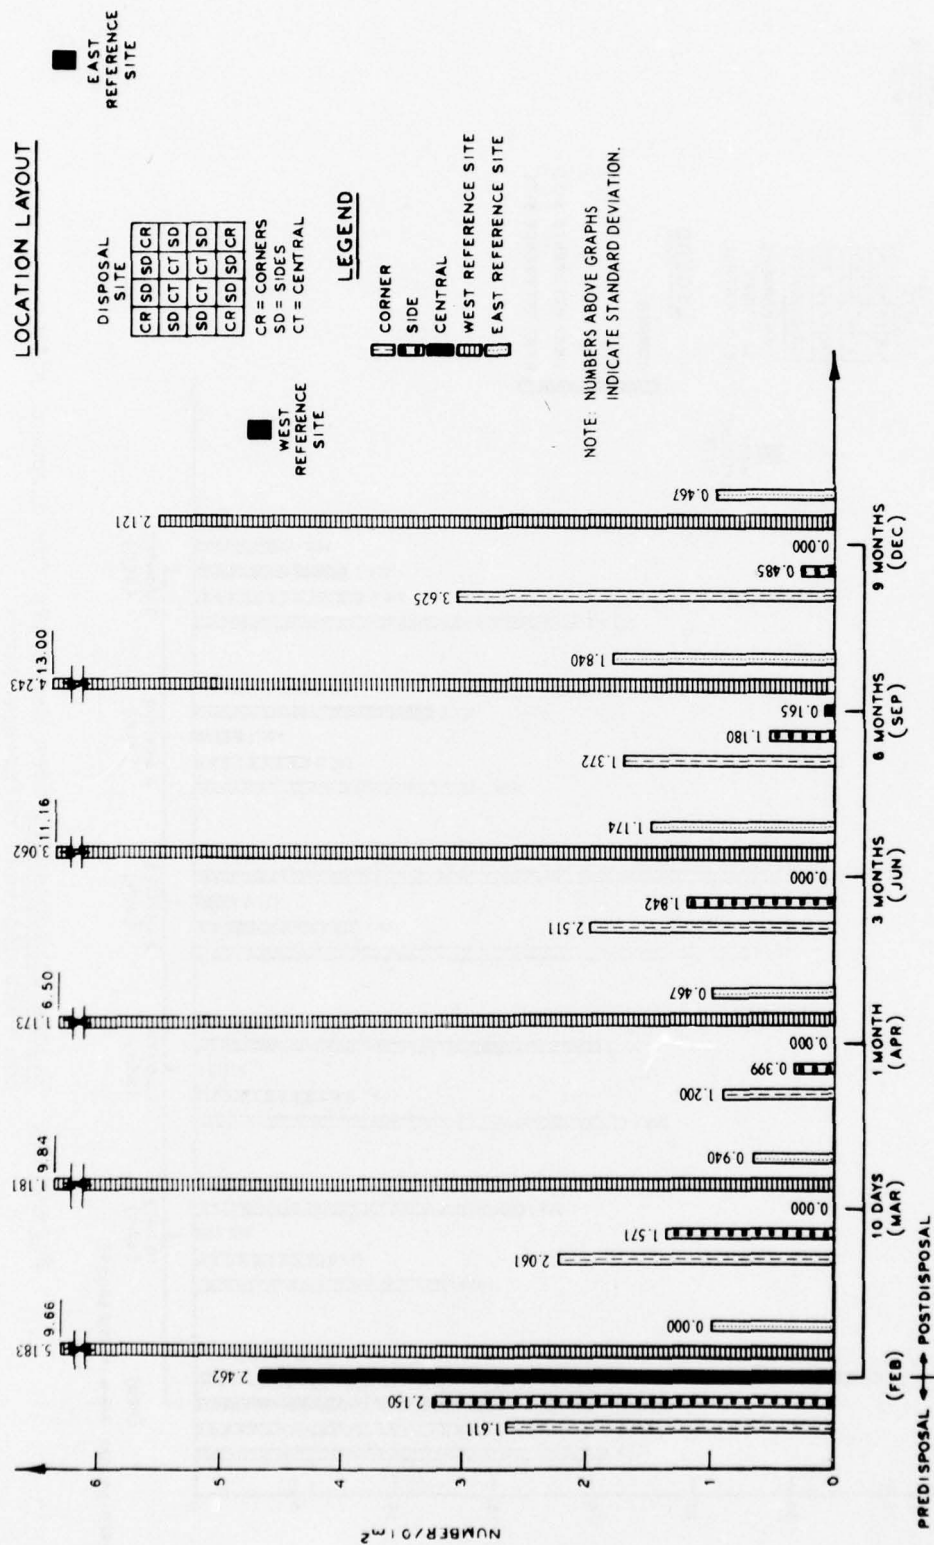 LOCATION LAYOUT
EAST
REFERENCE
SITE
DISPOSAL
SITE
CR SD SD CR
SD CT CT SD
SD CT CT SD
CR SD SD CR
CR = CORNERS
SD = SIDES
CT = CENTRAL
WEST
REFERENCE
SITE
LEGEND
CORNER
SIDE
CENTRAL
WEST REFERENCE SITE
EAST REFERENCE SITE
NOTE: NUMBERS ABOVE GRAPHS
INDICATE STANDARD DEVIATION.
NUMBER/0.1m²
6
5
4
3
2
1
0
1.611
2.150
2.462
5.183
9.66
0.000
2.061
1.571
0.000
1.181
9.84
0.940
1.200
0.399
0.000
1.173
6.50
0.467
2.511
1.842
0.000
3.062
11.16
1.174
1.372
1.180
0.165
4.243
13.00
1.840
3.625
0.485
0.000
2.121
0.467
(FEB)
10 DAYS
(MAR)
1 MONTH
(APR)
3 MONTHS
(JUN)
6 MONTHS
(SEP)
9 MONTHS
(DEC)
PREDISPOSAL
POSTDISPOSAL